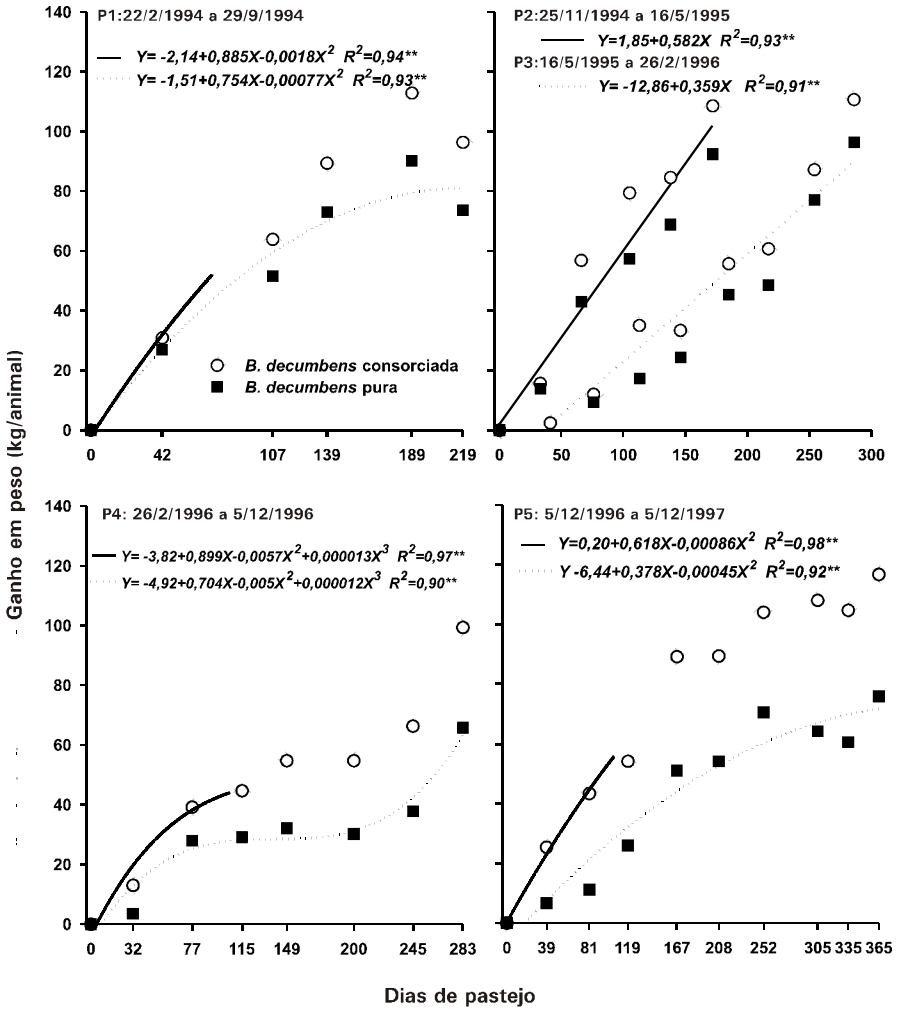 Ganho em peso (kg/animal)
P1:22/2/1994 a 29/9/1994
Y= -2,14+0,885X-0,0018X² R²=0,94**
Y= -1,51+0,754X-0,00077X² R²=0,93**
140
120
100
80
60
40
20
0
B. decumbens consorciada
B. decumbens pura
0 42 107 139 189 219
P2:25/11/1994 a 16/5/1995
Y=1,85+0,582X R²=0,93**
P3:16/5/1995 a 26/2/1996
Y= -12,86+0,359X R²=0,91**
0 50 100 150 200 250 300
P4: 26/2/1996 a 5/12/1996
Y= -3,82+0,899X-0,0057X²+0,000013X³ R²=0,97**
Y= -4,92+0,704X-0,005X²+0,000012X³ R²=0,90**
140
120
100
80
60
40
20
0
0 32 77 115 149 200 245 283
P5: 5/12/1996 a 5/12/1997
Y=0,20+0,618X-0,00086X² R²=0,98**
Y -6,44+0,378X-0,00045X² R²=0,92**
0 39 81 119 167 208 252 305 335 365
Dias de pastejo